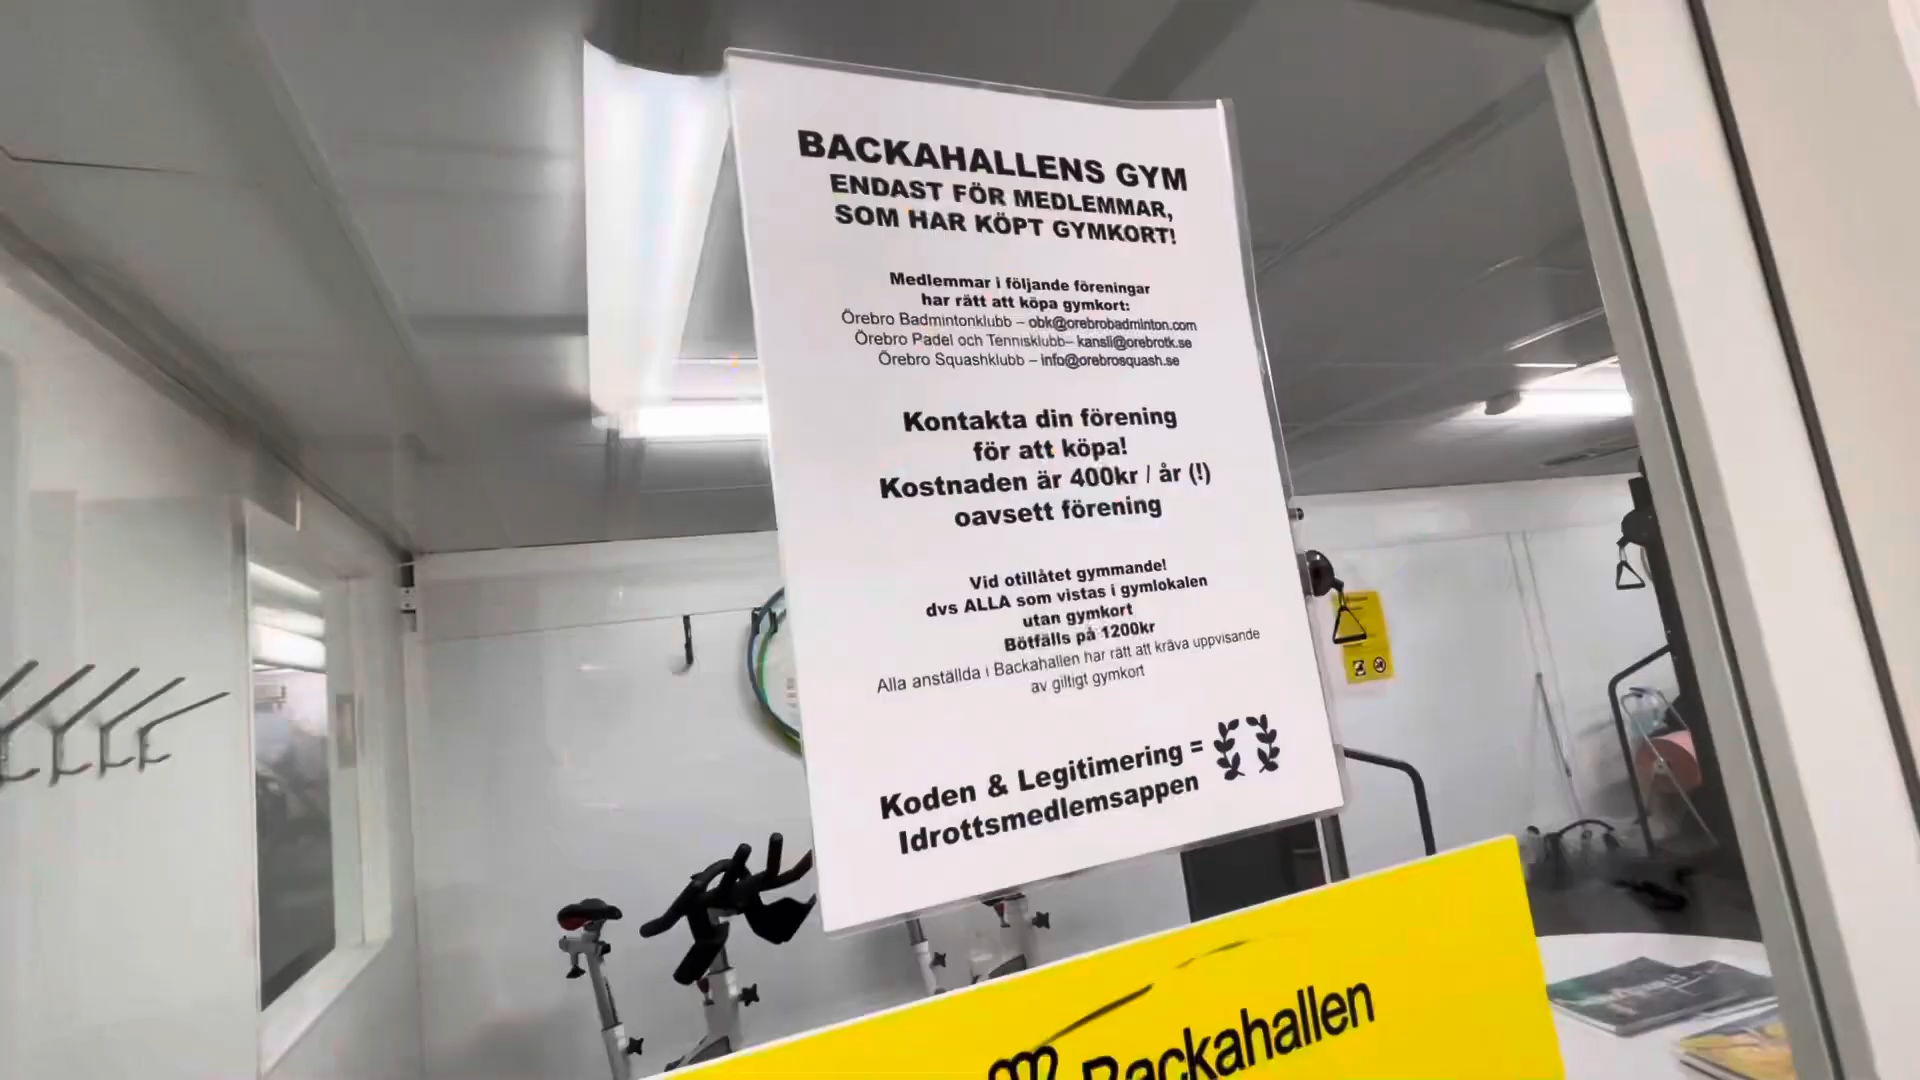 BACKAHALLENS GYM
ENDAST FÖR MEDLEMMAR,
SOM HAR KÖPT GYMKORT!
Medlemmar i följande föreningar
har rätt att köpa gymkort:
Örebro Badmintonklubb – obk@orebrobadminton.com
Örebro Padel och Tennisklubb– kansli@orebrotk.se
Örebro Squashklubb – info@orebrosquash.se
Kontakta din förening
för att köpa!
Kostnaden är 400kr / år (!)
oavsett förening
Vid otillåtet gymmande!
dvs ALLA som vistas i gymlokalen
utan gymkort
Bötfälls på 1200kr
Alla anställda i Backahallen har rätt att kräva uppvisande
av giltigt gymkort
Koden & Legitimering =
Idrottsmedlemsappen
Backahallen